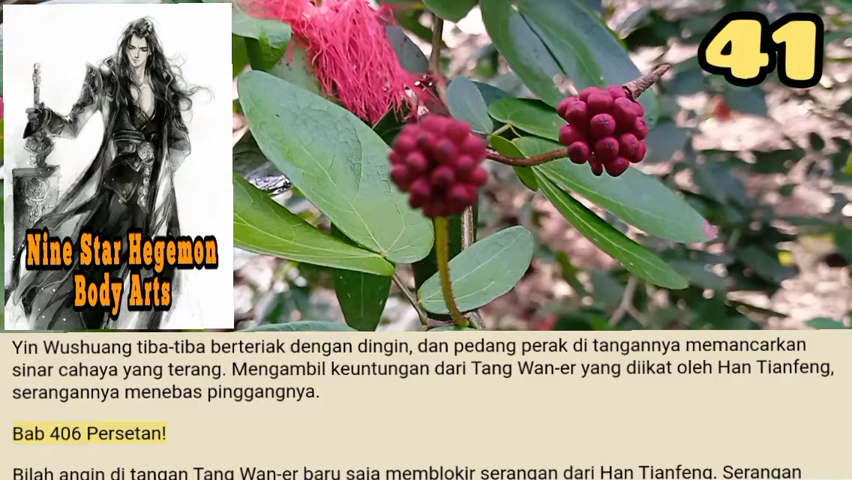 41
Nine Star Hegemon
Body Arts
Yin Wushuang tiba-tiba berteriak dengan dingin, dan pedang perak di tangannya memancarkan
sinar cahaya yang terang. Mengambil keuntungan dari Tang Wan-er yang diikat oleh Han Tianfeng,
serangannya menebas pinggangnya.
Bab 406 Persetan!
Bilah angin di tangan Tang Wan-er baru saja memblokir serangan dari Han Tianfeng. Serangan